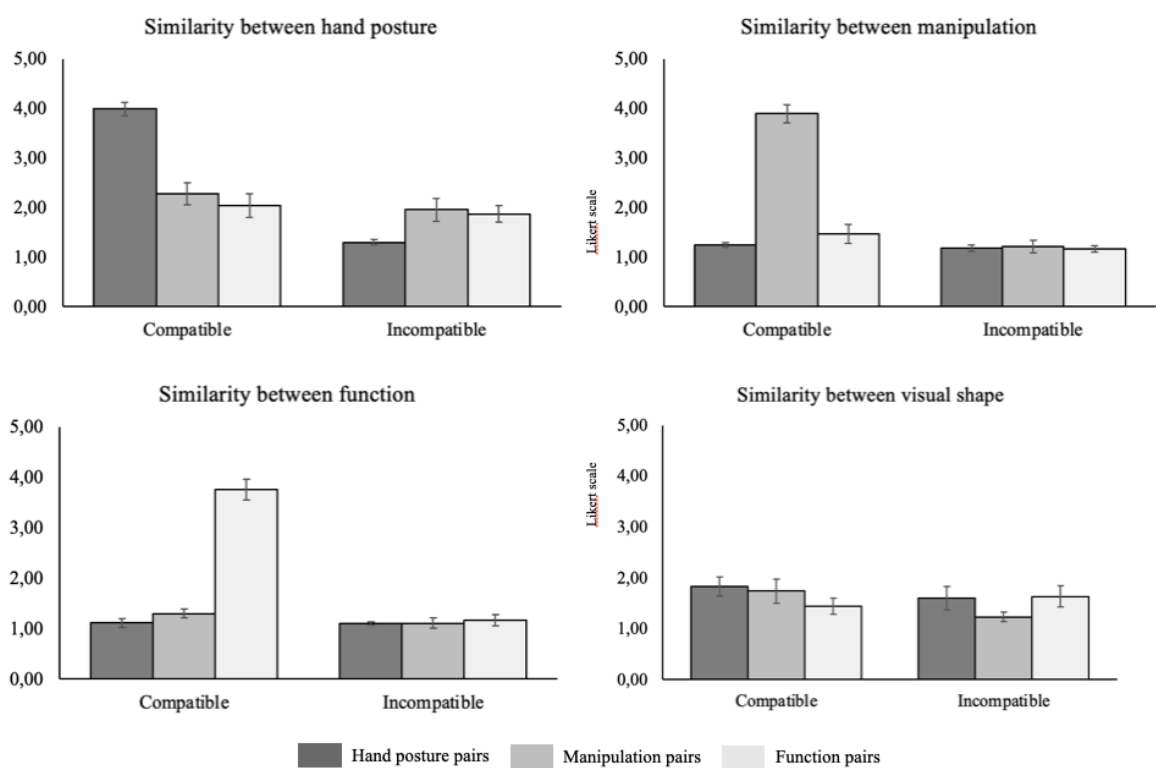 Similarity between hand posture
5,00
4,00
3,00
2,00
1,00
0,00
Compatible Incompatible
Similarity between manipulation
5,00
4,00
3,00
2,00
1,00
0,00
Likert scale
Compatible Incompatible
Similarity between function
5,00
4,00
3,00
2,00
1,00
0,00
Compatible Incompatible
Similarity between visual shape
5,00
4,00
3,00
2,00
1,00
0,00
Likert scale
Compatible Incompatible
Hand posture pairs Manipulation pairs Function pairs